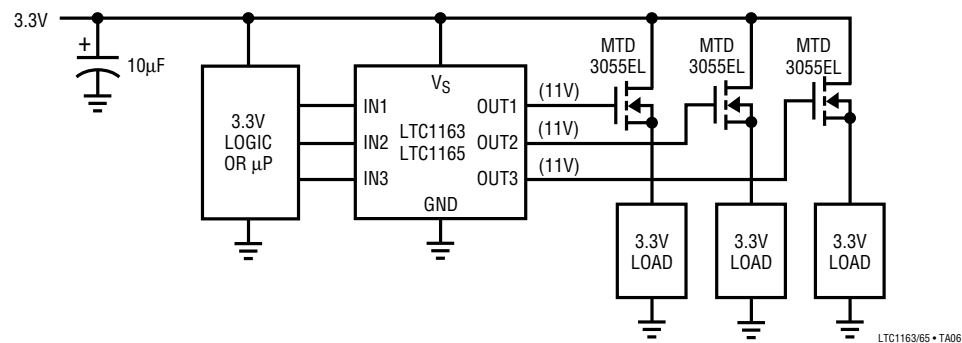 3.3V
+
10µF
3.3V
LOGIC
OR µP
VS
IN1
IN2
IN3
LTC1163
LTC1165
GND
OUT1
OUT2
OUT3
(11V)
(11V)
(11V)
MTD
3055EL
MTD
3055EL
MTD
3055EL
3.3V
LOAD
3.3V
LOAD
3.3V
LOAD
LTC1163/65 • TA06